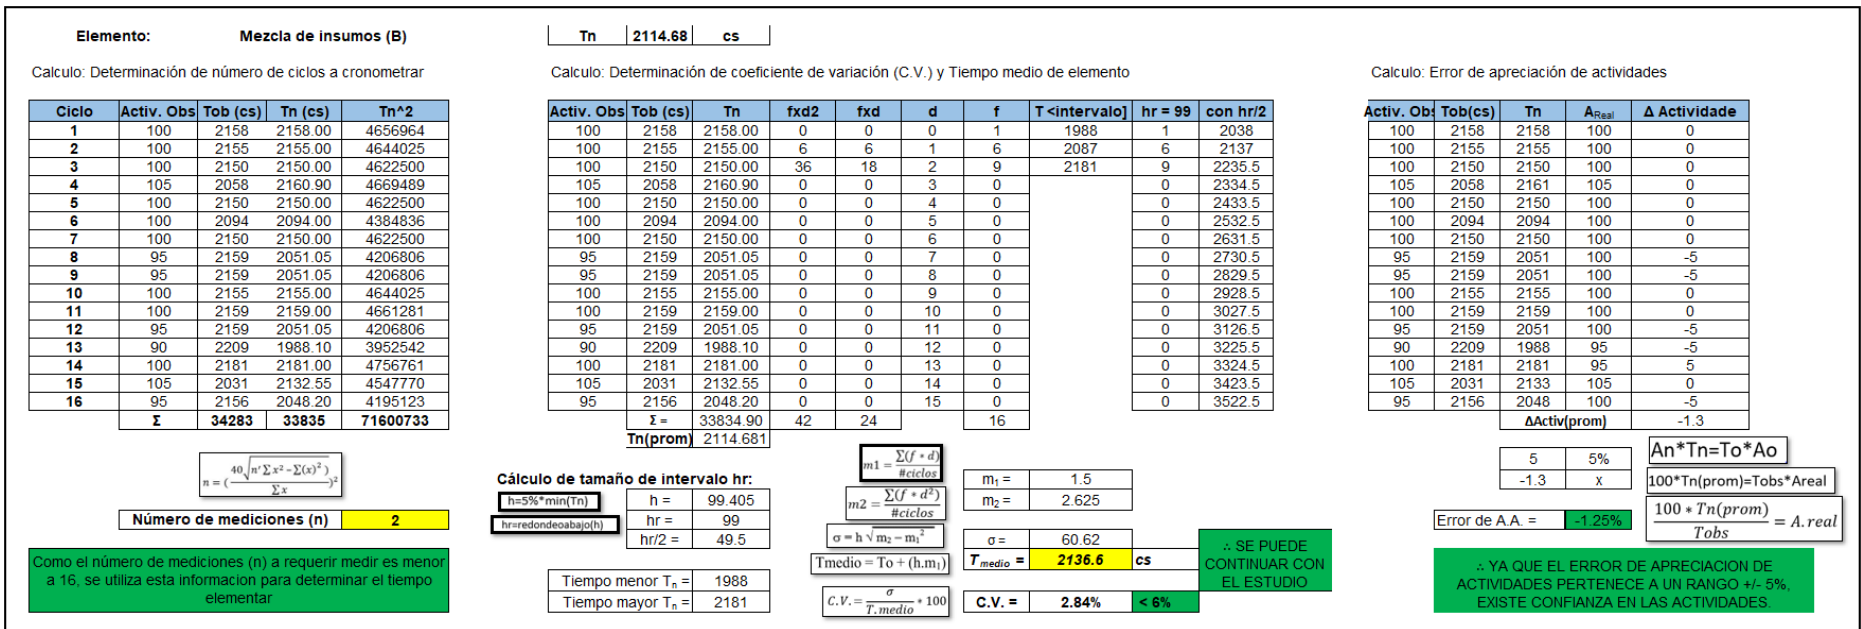 Elemento: Mezcla de insumos (B)
Tn 2114.68 cs
Calculo: Determinación de número de ciclos a cronometrar
Ciclo Activ. Obs Tob (cs) Tn (cs) Tn^2
1 100 2158 2158.00 4656964
2 100 2155 2155.00 4644025
3 100 2150 2150.00 4622500
4 105 2058 2160.90 4669489
5 100 2150 2150.00 4622500
6 100 2094 2094.00 4384836
7 100 2150 2150.00 4622500
8 95 2159 2051.05 4206806
9 95 2159 2051.05 4206806
10 100 2155 2155.00 4644025
11 100 2159 2159.00 4661281
12 95 2159 2051.05 4206806
13 90 2209 1988.10 3952542
14 100 2181 2181.00 4756761
15 105 2031 2132.55 4547770
16 95 2156 2048.20 4195123
Σ 34283 33835 71600733
n = (40√(n'Σx² − Σ(x)²) / Σx)²
Número de mediciones (n) 2
Como el número de mediciones (n) a requerir medir es menor
a 16, se utiliza esta informacion para determinar el tiempo
elementar
Calculo: Determinación de coeficiente de variación (C.V.) y Tiempo medio de elemento
Activ. Obs Tob (cs) Tn fxd2 fxd d f T <intervalo] hr = 99 con hr/2
100 2158 2158.00 0 0 0 1 1988 1 2038
100 2155 2155.00 6 6 1 6 2087 6 2137
100 2150 2150.00 36 18 2 9 2181 9 2235.5
105 2058 2160.90 0 0 3 0 0 2334.5
100 2150 2150.00 0 0 4 0 0 2433.5
100 2094 2094.00 0 0 5 0 0 2532.5
100 2150 2150.00 0 0 6 0 0 2631.5
95 2159 2051.05 0 0 7 0 0 2730.5
95 2159 2051.05 0 0 8 0 0 2829.5
100 2155 2155.00 0 0 9 0 0 2928.5
100 2159 2159.00 0 0 10 0 0 3027.5
95 2159 2051.05 0 0 11 0 0 3126.5
90 2209 1988.10 0 0 12 0 0 3225.5
100 2181 2181.00 0 0 13 0 0 3324.5
105 2031 2132.55 0 0 14 0 0 3423.5
95 2156 2048.20 0 0 15 0 0 3522.5
Σ = 33834.90 42 24 16
Tn(prom) 2114.681
Cálculo de tamaño de intervalo hr:
h=5%*min(Tn) h = 99.405
hr=redondeoabajo(h) hr = 99
hr/2 = 49.5
Tiempo menor Tn = 1988
Tiempo mayor Tn = 2181
m1 = Σ(f * d) / #ciclos
m2 = Σ(f * d²) / #ciclos
σ = h √(m₂ − m₁²)
Tmedio = To + (h.m₁)
C.V. = σ / T.medio * 100
m₁ = 1.5
m₂ = 2.625
σ = 60.62
Tmedio = 2136.6 cs
C.V. = 2.84% < 6%
∴ SE PUEDE
CONTINUAR CON
EL ESTUDIO
Calculo: Error de apreciación de actividades
Activ. Obs Tob(cs) Tn AReal Δ Actividade
100 2158 2158 100 0
100 2155 2155 100 0
100 2150 2150 100 0
105 2058 2161 105 0
100 2150 2150 100 0
100 2094 2094 100 0
100 2150 2150 100 0
95 2159 2051 100 -5
95 2159 2051 100 -5
100 2155 2155 100 0
100 2159 2159 100 0
95 2159 2051 100 -5
90 2209 1988 95 -5
100 2181 2181 95 5
105 2031 2133 105 0
95 2156 2048 100 -5
ΔActiv(prom) -1.3
5 5%
-1.3 x
Error de A.A. = -1.25%
An*Tn=To*Ao
100*Tn(prom)=Tobs*Areal
100 * Tn(prom) / Tobs = A.real
∴ YA QUE EL ERROR DE APRECIACION DE
ACTIVIDADES PERTENECE A UN RANGO +/- 5%,
EXISTE CONFIANZA EN LAS ACTIVIDADES.